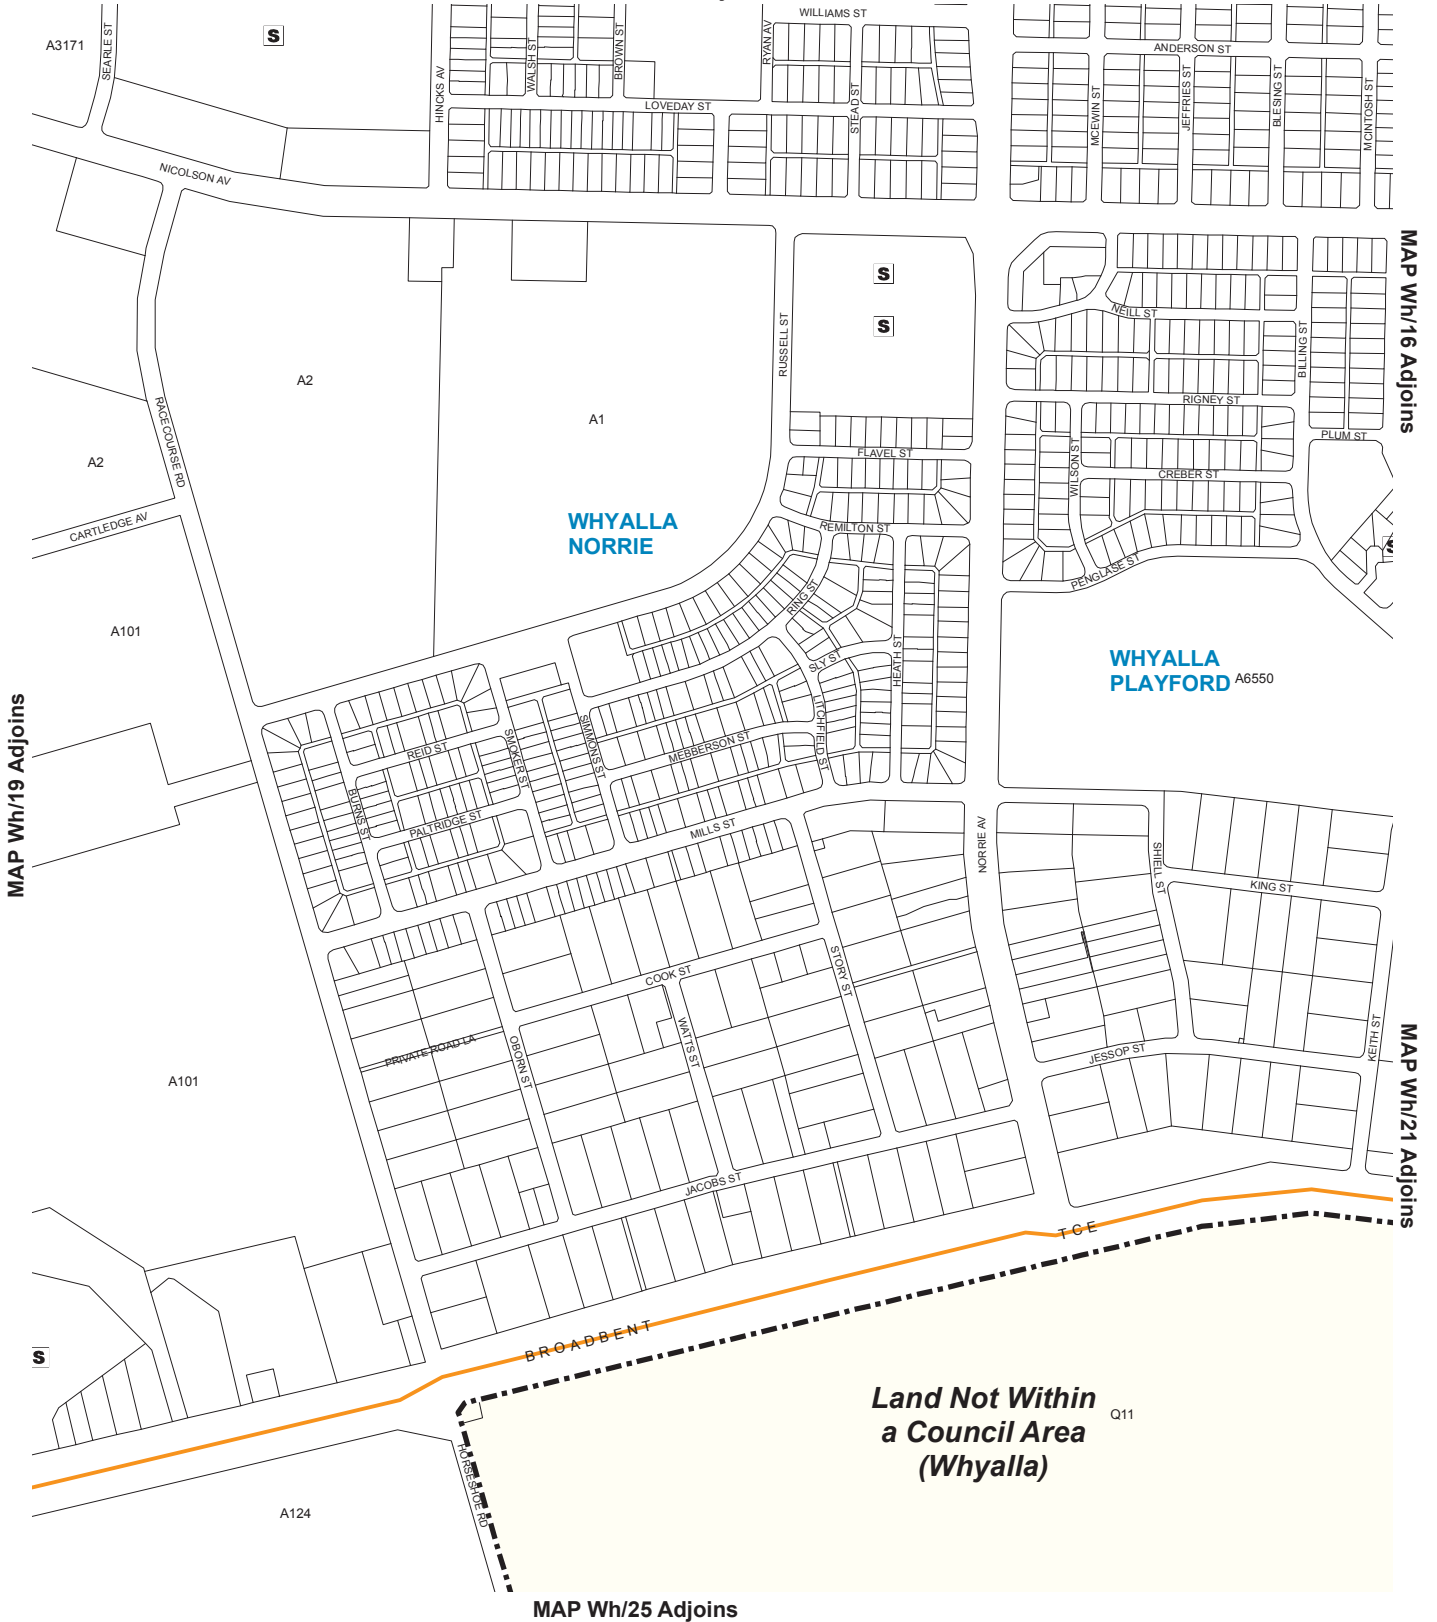 WILLIAMS ST
A3171
SEARLE ST
S
HINCKS AV
WALSH ST
BROWN ST
RYAN AV
STEAD ST
ANDERSON ST
MCEWIN ST
JEFFRIES ST
BLESING ST
MCINTOSH ST
LOVEDAY ST
NICOLSON AV
MAP Wh/16 Adjoins
S
S
NEILL ST
RUSSELL ST
BILLING ST
A2
RACECOURSE RD
A1
RIGNEY ST
PLUM ST
A2
FLAVEL ST
WILSON ST
CREBER ST
CARTLEDGE AV
WHYALLA
NORRIE
REMILTON ST
S
PENGLASE ST
RING ST
A101
HEATH ST
SLY ST
WHYALLA
PLAYFORD
A6550
MAP Wh/19 Adjoins
LITCHFIELD ST
SIMMONS ST
SMOKER ST
REID ST
MEBBERSON ST
BURNS ST
PALTRIDGE ST
MILLS ST
NORRIE AV
SHIELL ST
KING ST
STORY ST
COOK ST
WATTS ST
OBORN ST
PRIVATE ROAD LA
JESSOP ST
KEITH ST
A101
MAP Wh/21 Adjoins
JACOBS ST
BROADBENT TCE
S
Land Not Within
a Council Area
(Whyalla)
Q11
HORSESHOE RD
A124
MAP Wh/25 Adjoins